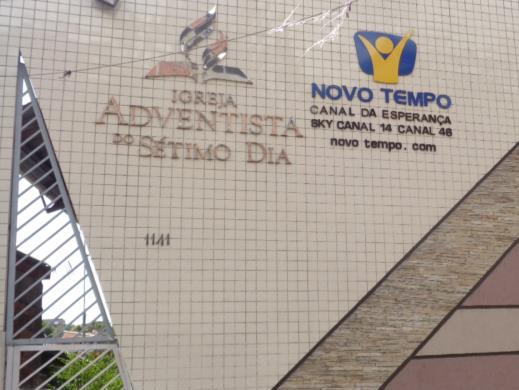 IGREJA
ADVENTISTA
DO SÉTIMO DIA
NOVO TEMPO
CANAL DA ESPERANÇA
SKY CANAL 14 CANAL 46
novo tempo. com
1141